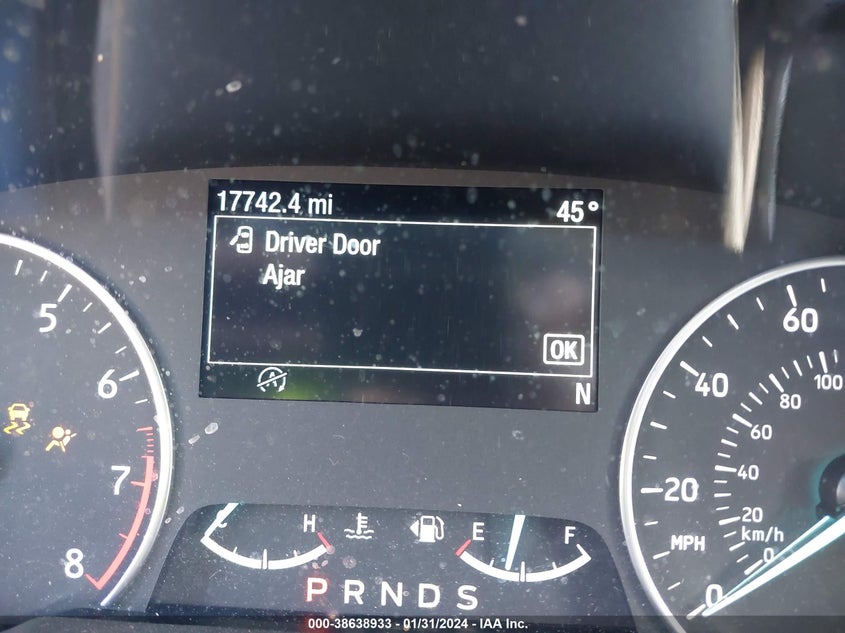 17742.4 mi
45°
Driver Door
Ajar
OK
N
5
6
7
8
H
E
F
P R N D S
60
40
20
MPH
0
100
80
60
40
20
km/h
0
000-38638933 - 01/31/2024 - IAA Inc.